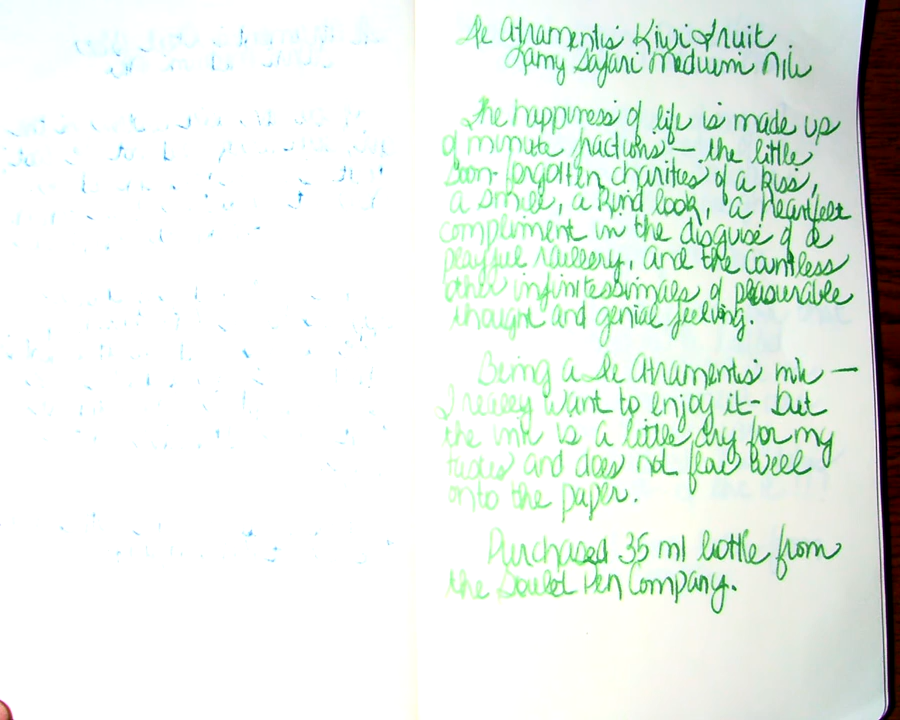 De Atramentis Kiwi Fruit
Lamy Safari Medium Nib
The happiness of life is made up
of minute fractions — the little
soon-forgotten charities of a kiss,
a smile, a kind look, a heartfelt
compliment in the disguise of a
playful raillery, and the countless
other infinitessimals of pleasurable
thought and genial feeling.
Being a De Atramentis ink —
I really want to enjoy it - but
the ink is a little dry for my
tastes and does not flow well
onto the paper.
Purchased 35 ml bottle from
the Goulet Pen Company.